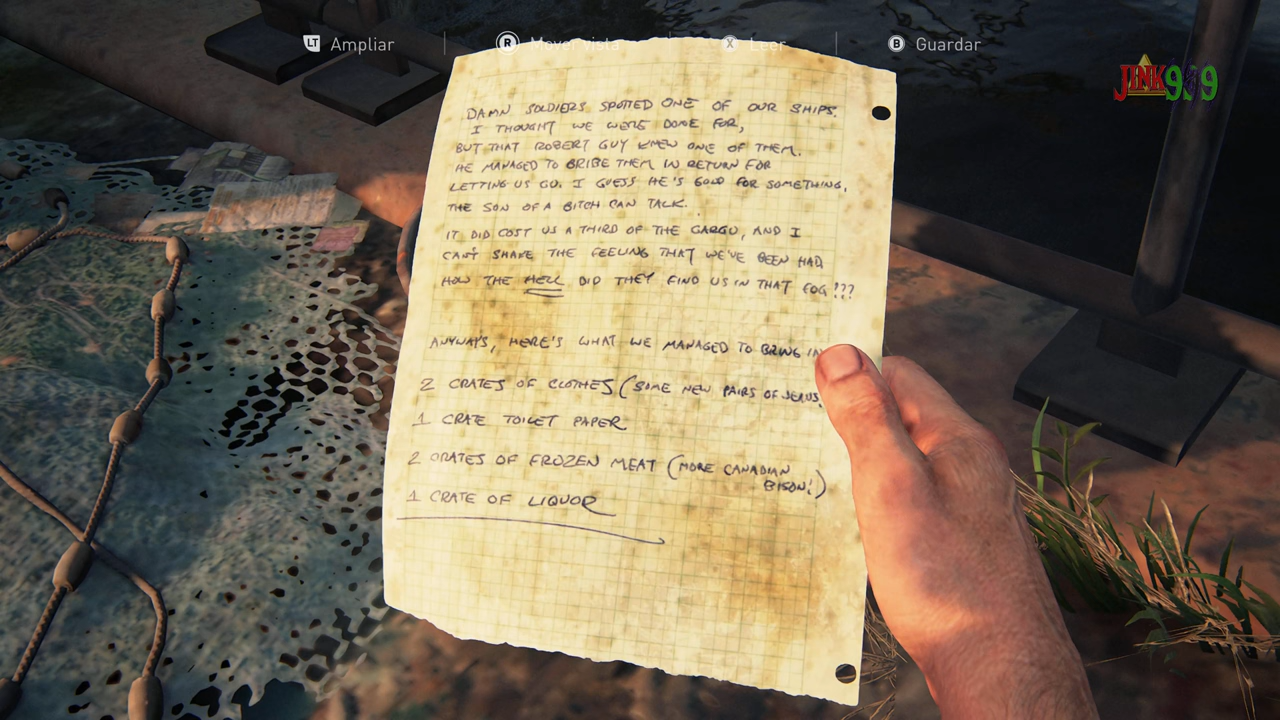 Ampliar
Mover vista
Leer
Guardar
JINK999
DAMN SOLDIERS SPOTTED ONE OF OUR SHIPS.
I THOUGHT WE WERE DONE FOR,
BUT THAT ROBERT GUY KNEW ONE OF THEM.
HE MANAGED TO BRIBE THEM IN RETURN FOR
LETTING US GO. I GUESS HE'S GOOD FOR SOMETHING,
THE SON OF A BITCH CAN TALK.
IT DID COST US A THIRD OF THE CARGO, AND I
CAN'T SHAKE THE FEELING THAT WE'VE BEEN HAD
HOW THE HELL DID THEY FIND US IN THAT FOG???
ANYWAYS, HERE'S WHAT WE MANAGED TO BRING IN
2 CRATES OF CLOTHES (SOME NEW PAIRS OF JEANS
1 CRATE TOILET PAPER
2 CRATES OF FROZEN MEAT (MORE CANADIAN
BISON!)
1 CRATE OF LIQUOR